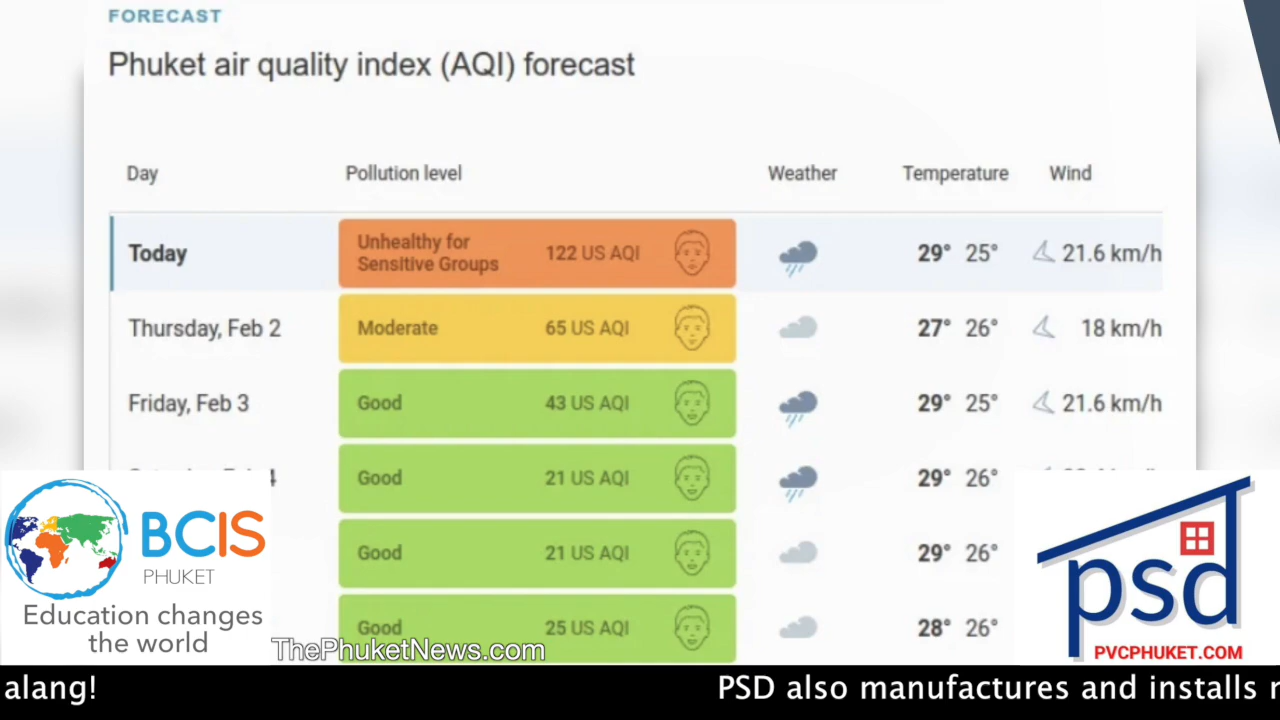 FORECAST
Phuket air quality index (AQI) forecast
Day Pollution level Weather Temperature Wind
Today Unhealthy for Sensitive Groups 122 US AQI 29° 25° 21.6 km/h
Thursday, Feb 2 Moderate 65 US AQI 27° 26° 18 km/h
Friday, Feb 3 Good 43 US AQI 29° 25° 21.6 km/h
4 Good 21 US AQI 29° 26°
Good 21 US AQI 29° 26°
Good 25 US AQI 28° 26°
BCIS
PHUKET
Education changes
the world
ThePhuketNews.com
psd
PVCPHUKET.COM
alang! PSD also manufactures and installs